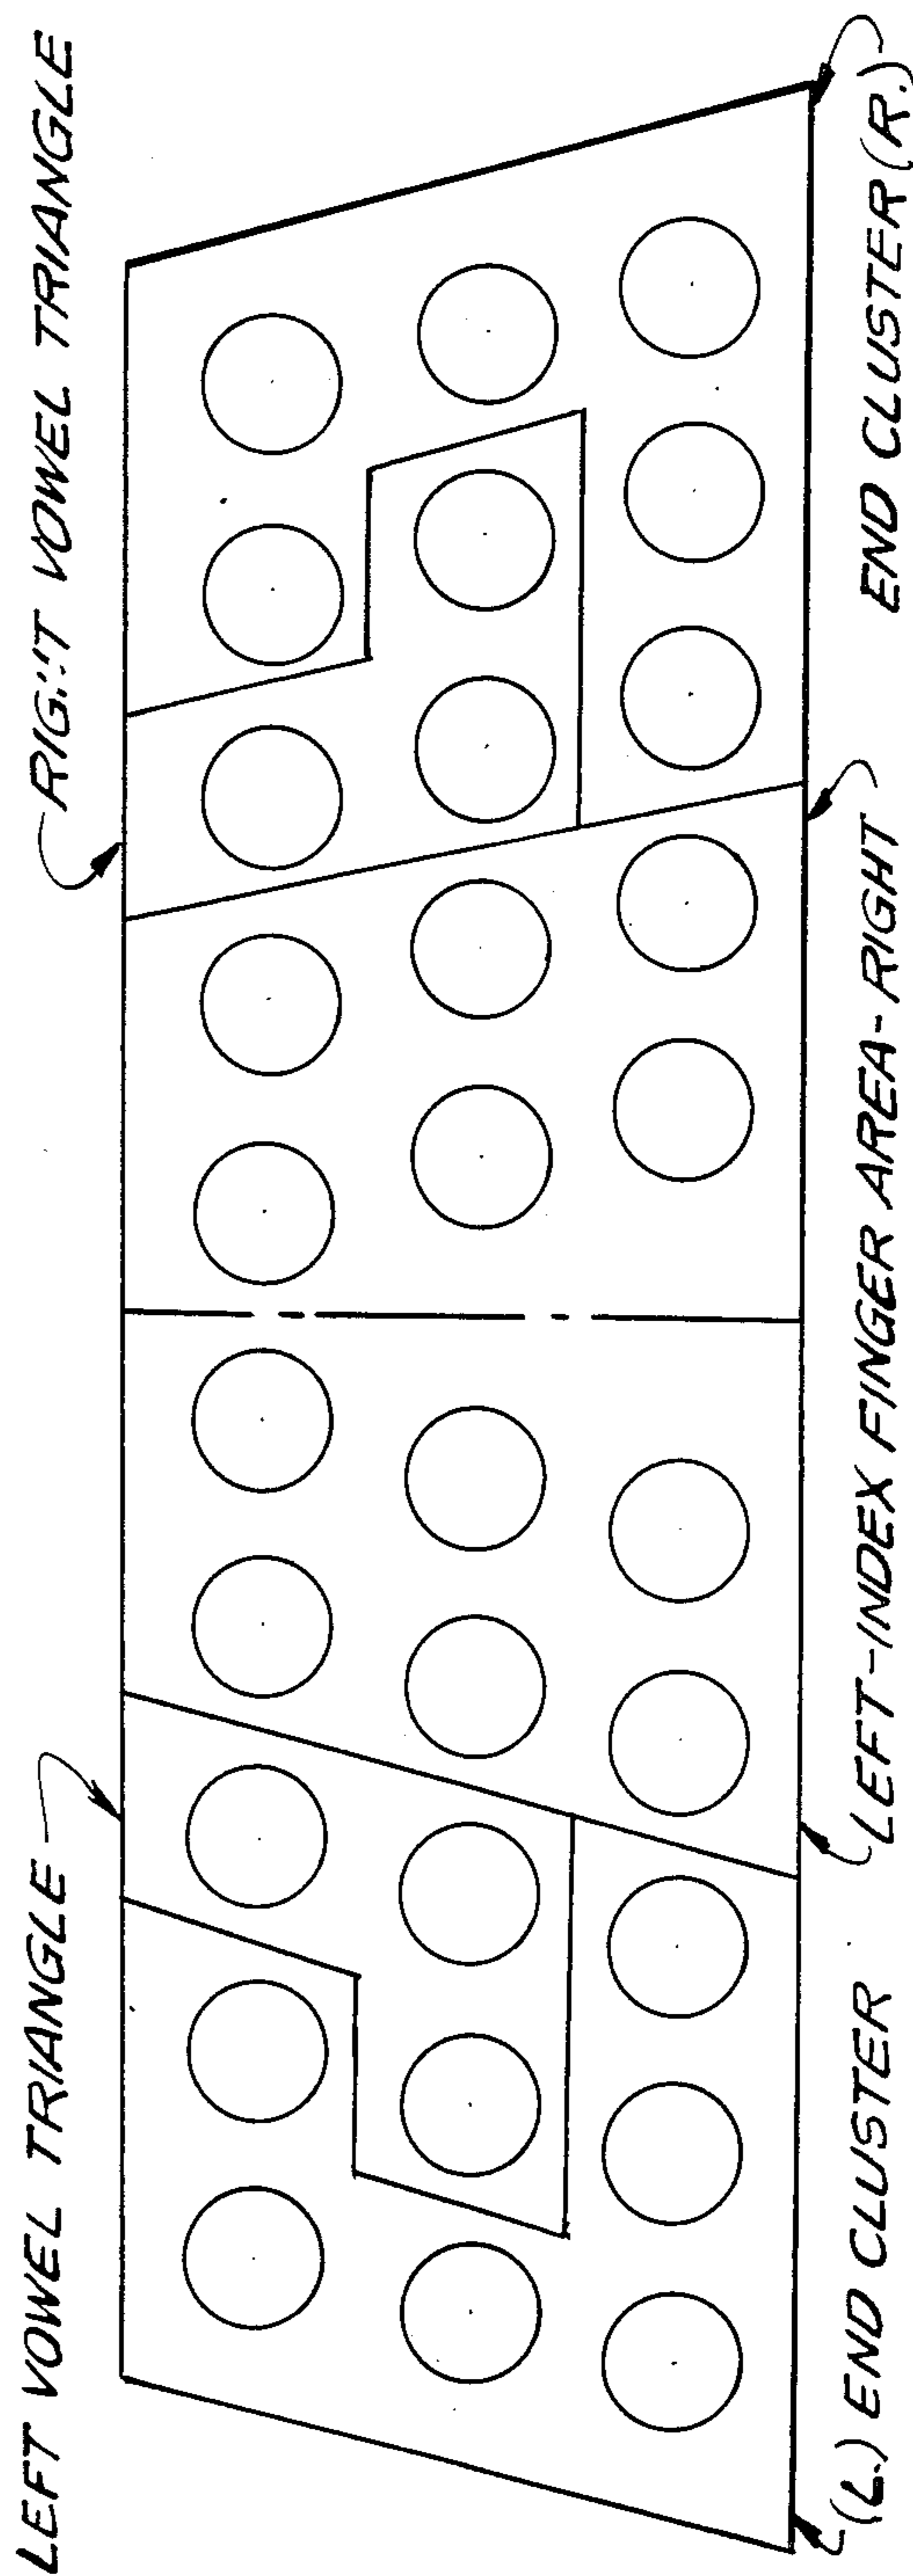 LEFT VOWEL TRIANGLE
RIGHT VOWEL TRIANGLE
(L.) END CLUSTER
LEFT-INDEX FINGER AREA-RIGHT
END CLUSTER (R.)